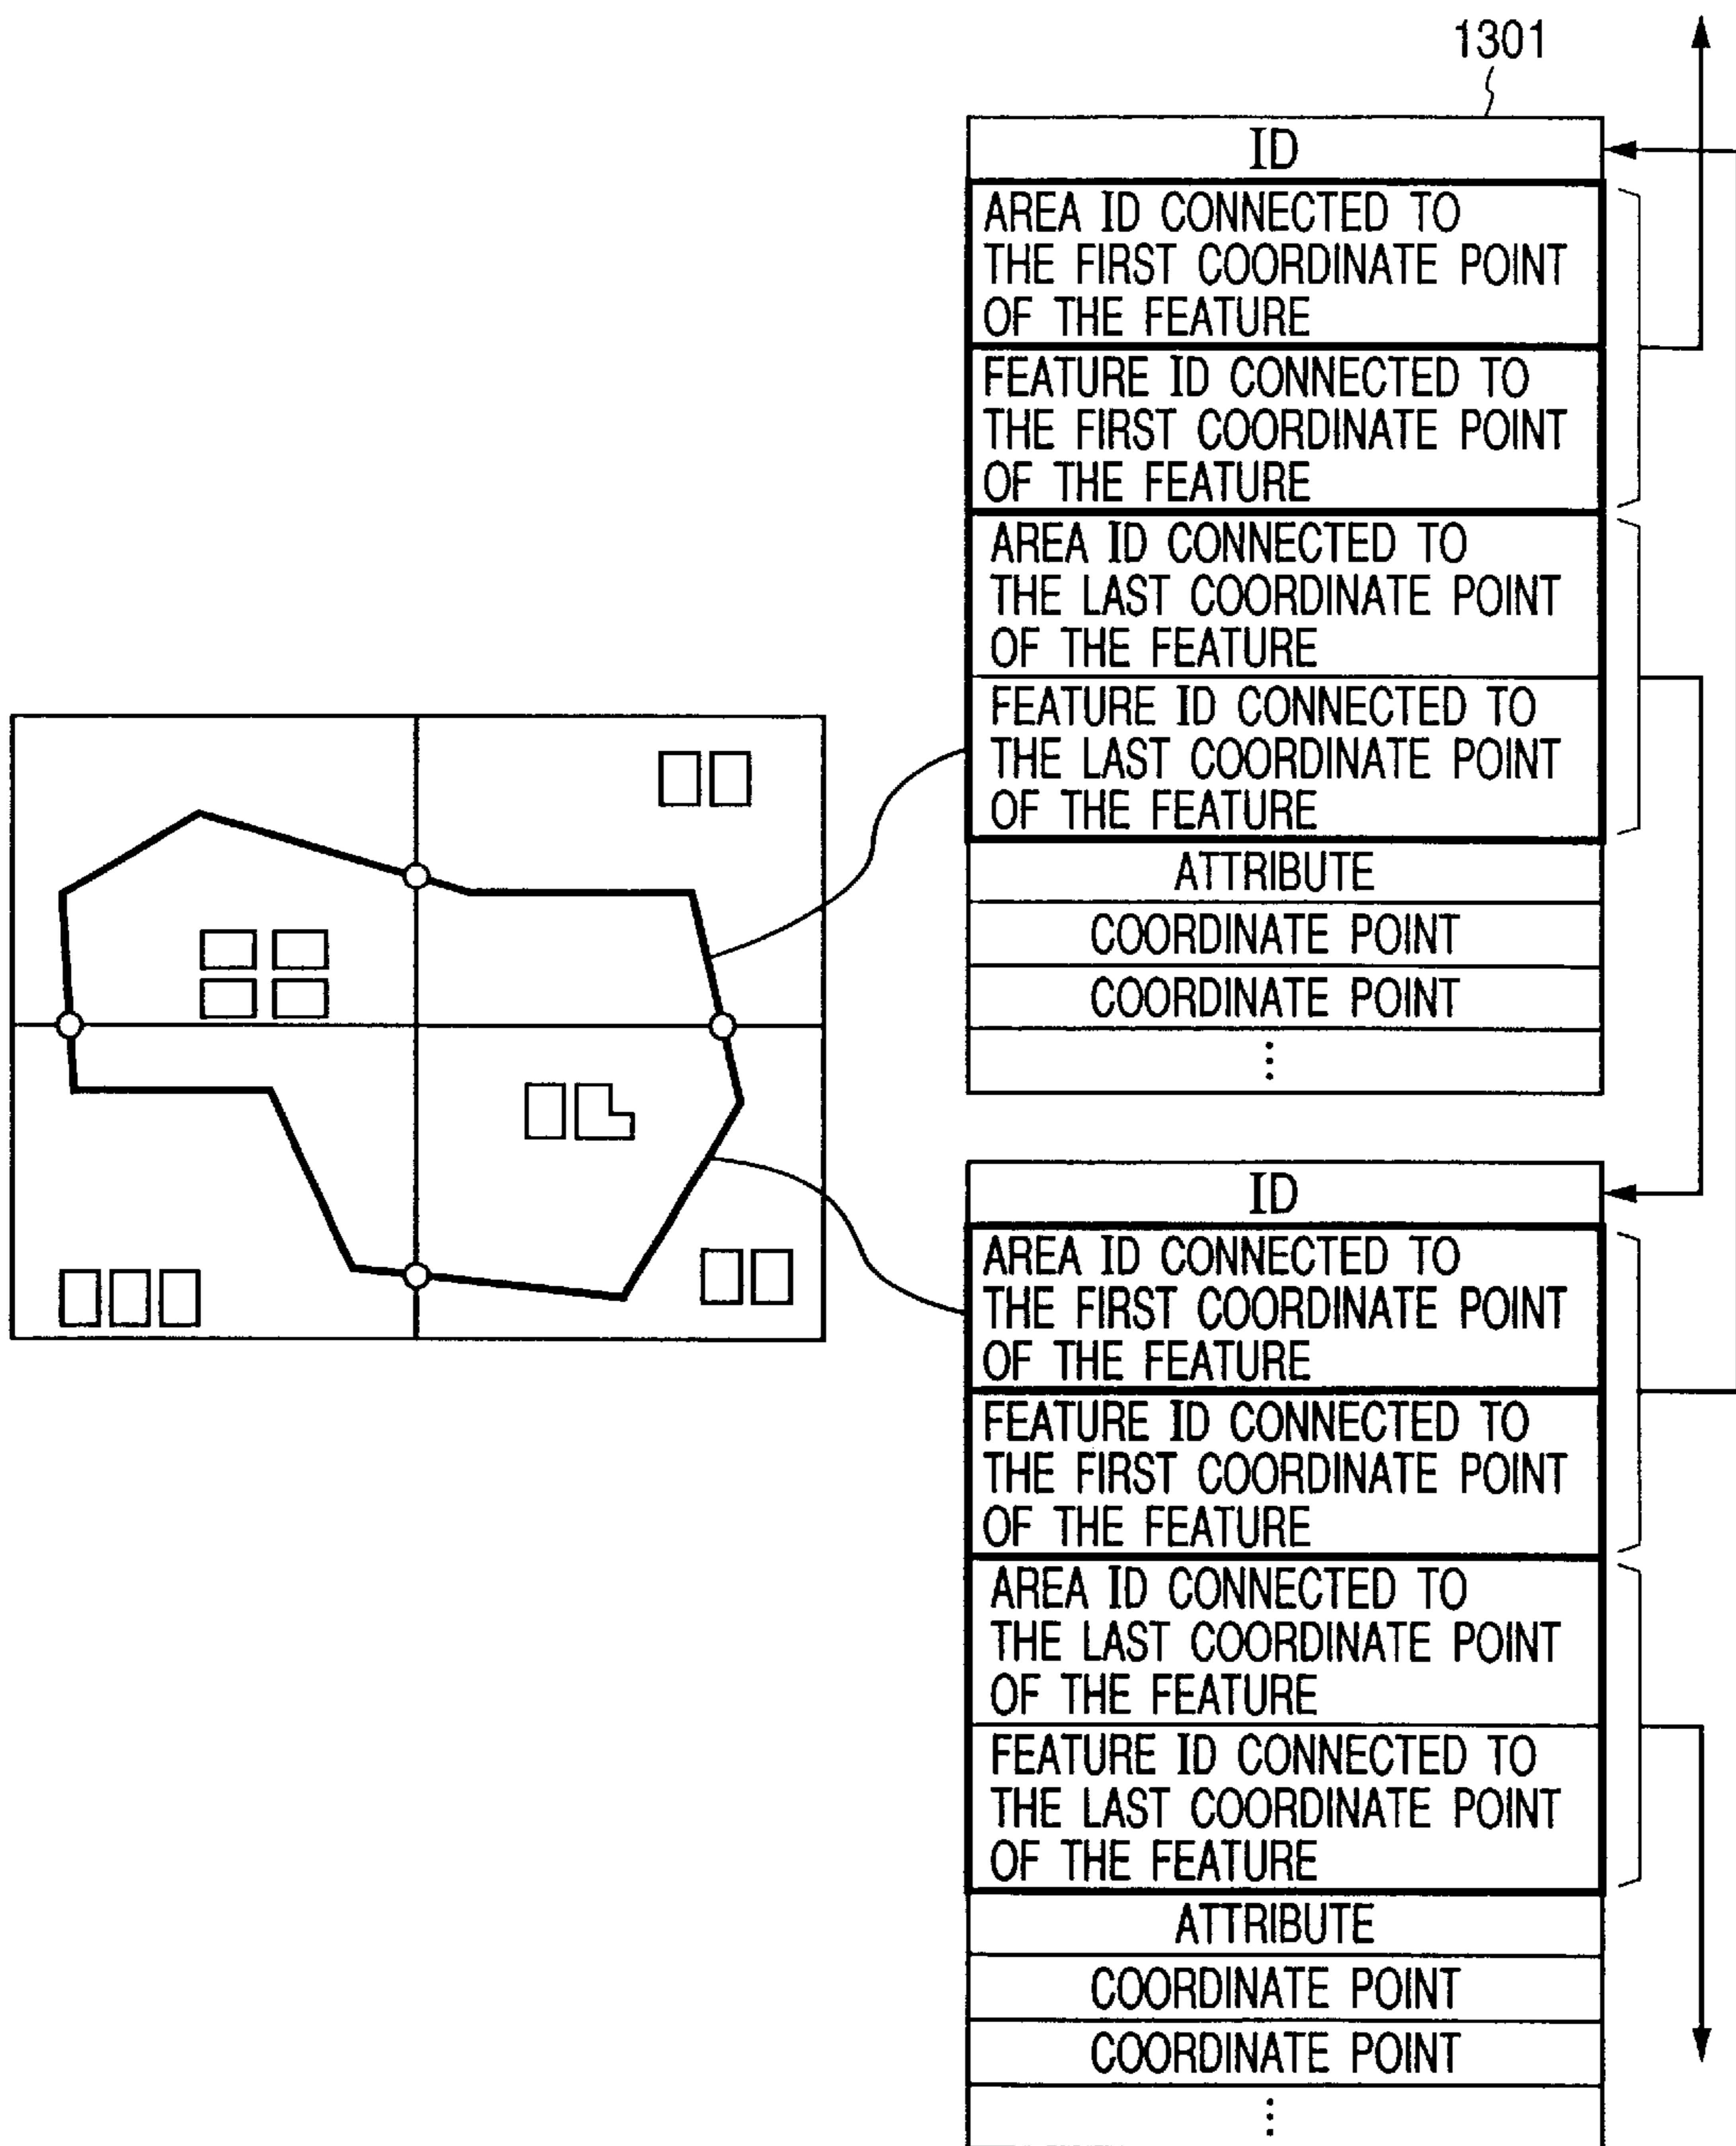 1301
ID
AREA ID CONNECTED TO
THE FIRST COORDINATE POINT
OF THE FEATURE
FEATURE ID CONNECTED TO
THE FIRST COORDINATE POINT
OF THE FEATURE
AREA ID CONNECTED TO
THE LAST COORDINATE POINT
OF THE FEATURE
FEATURE ID CONNECTED TO
THE LAST COORDINATE POINT
OF THE FEATURE
ATTRIBUTE
COORDINATE POINT
COORDINATE POINT
⋮
ID
AREA ID CONNECTED TO
THE FIRST COORDINATE POINT
OF THE FEATURE
FEATURE ID CONNECTED TO
THE FIRST COORDINATE POINT
OF THE FEATURE
AREA ID CONNECTED TO
THE LAST COORDINATE POINT
OF THE FEATURE
FEATURE ID CONNECTED TO
THE LAST COORDINATE POINT
OF THE FEATURE
ATTRIBUTE
COORDINATE POINT
COORDINATE POINT
⋮